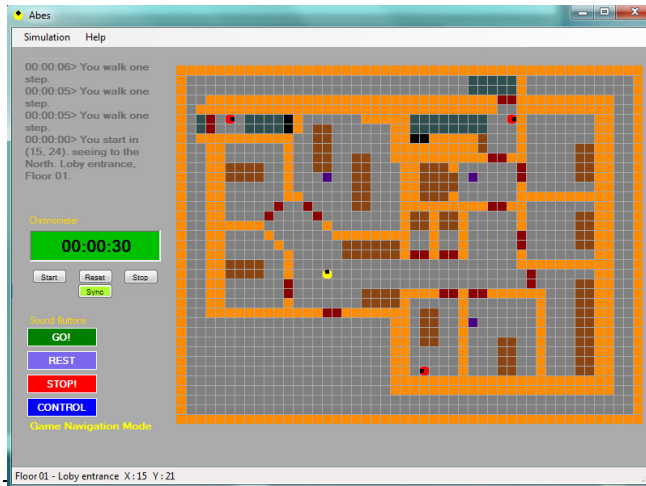 Abes
Simulation Help
00:00:06> You walk one
step.
00:00:05> You walk one
step.
00:00:05> You walk one
step.
00:00:00> You start in
(15, 24). seeing to the
North. Loby entrance,
Floor 01.
Chronometer
00:00:30
Start Reset Stop
Sync
Sound Buttons
GO!
REST
STOP!
CONTROL
Game Navigation Mode
Floor 01 - Loby entrance X : 15 Y : 21